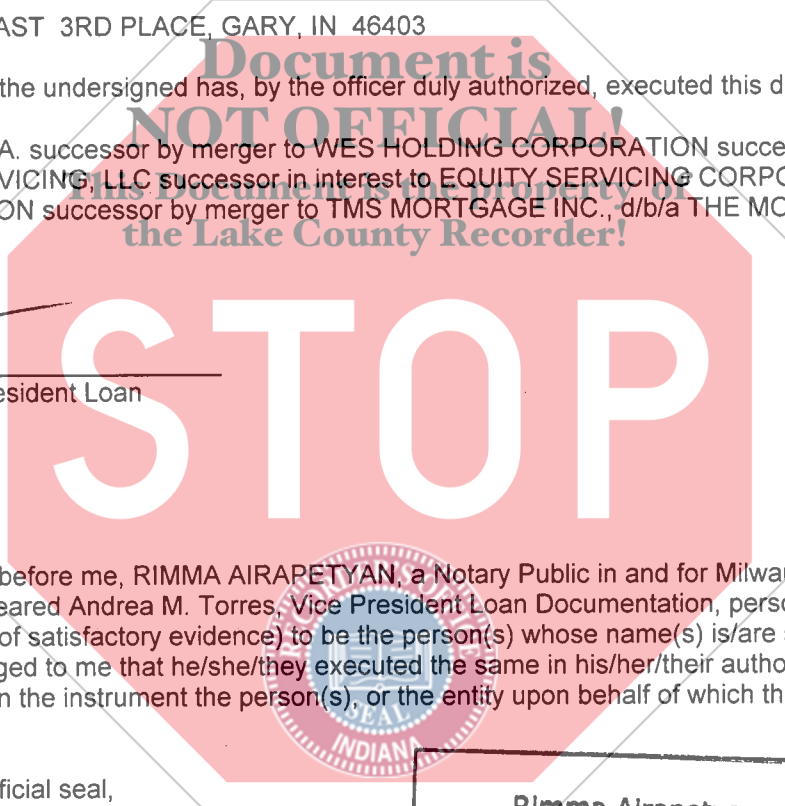 AST 3RD PLACE, GARY, IN 46403
Document is
the undersigned has, by the officer duly authorized, executed this d
NOT OFFICIAL!
A. successor by merger to WES HOLDING CORPORATION succe
VICING, LLC successor in interest to EQUITY SERVICING CORPO
This Document is the property of
ON successor by merger to TMS MORTGAGE INC., d/b/a THE MO
the Lake County Recorder!
esident Loan
STOP
before me, RIMMA AIRAPETYAN, a Notary Public in and for Milwa
eared Andrea M. Torres, Vice President Loan Documentation, perso
of satisfactory evidence) to be the person(s) whose name(s) is/are
ged to me that he/she/they executed the same in his/her/their autho
n the instrument the person(s), or the entity upon behalf of which th
SEAL
INDIANA
ficial seal,
Rimma Airapetya